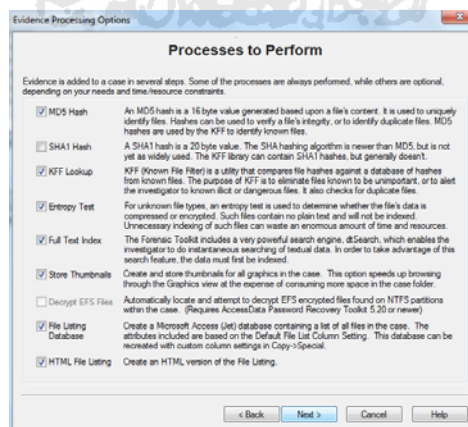 Evidence Processing Options
Processes to Perform
Evidence is added to a case in several steps. Some of the processes are always performed, while others are optional,
depending on your needs and time/resource constraints.
MD5 Hash
An MD5 hash is a 16 byte value generated based upon a file's content. It is used to uniquely
identify files. Hashes can be used to verify a file's integrity, or to identify duplicate files. MD5
hashes are used by the KFF to identify known files.
SHA1 Hash
A SHA1 hash is a 20 byte value. The SHA hashing algorithm is newer than MD5, but is not
yet as widely used. The KFF library can contain SHA1 hashes, but generally doesn't.
KFF Lookup
KFF (Known File Filter) is a utility that compares file hashes against a database of hashes
from known files. The purpose of KFF is to eliminate files known to be unimportant, or to alert
the investigator to known illicit or dangerous files. It also checks for duplicate files.
Entropy Test
For unknown file types, an entropy test is used to determine whether the file's data is
compressed or encrypted. Such files contain no plain text and will not be indexed.
Unnecessary indexing of such files can waste an enormous amount of time and resources.
Full Text Index
The Forensic Toolkit includes a very powerful search engine, dtSearch, which enables the
investigator to do instantaneous searching of textual data. In order to take advantage of this
search feature, the data must first be indexed.
Store Thumbnails
Create and store thumbnails for all graphics in the case. This option speeds up browsing
through the Graphics view at the expense of consuming more space in the case folder.
Decrypt EFS Files
Automatically locate and attempt to decrypt EFS encrypted files found on NTFS partitions
within the case. (Requires AccessData Password Recovery Toolkit 5.20 or newer)
File Listing
Database
Create a Microsoft Access (Jet) database containing a list of all files in the case. The
attributes included are based on the Default File List Column Setting. This database can be
recreated with custom column settings in Copy->Special.
HTML File Listing
Create an HTML version of the File Listing.
< Back
Next >
Cancel
Help